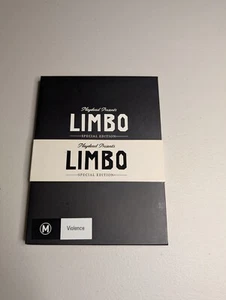 Playdead Presents
LIMBO
SPECIAL EDITION
Playdead Presents
LIMBO
SPECIAL EDITION
M
Violence